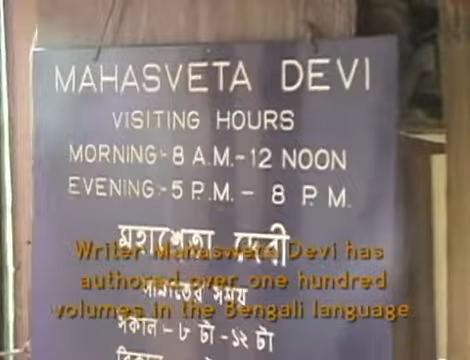 MAHASVETA DEVI
VISITING HOURS
MORNING:-8 A.M.-12 NOON
EVENING:-5 P.M.- 8 P.M.
মহাশ্বেতা দেবী
Writer Mahasweta Devi has
authored over one hundred
volumes in the Bengali language
সাক্ষাতের সময়
সকাল - ৮ টা - ১২ টা